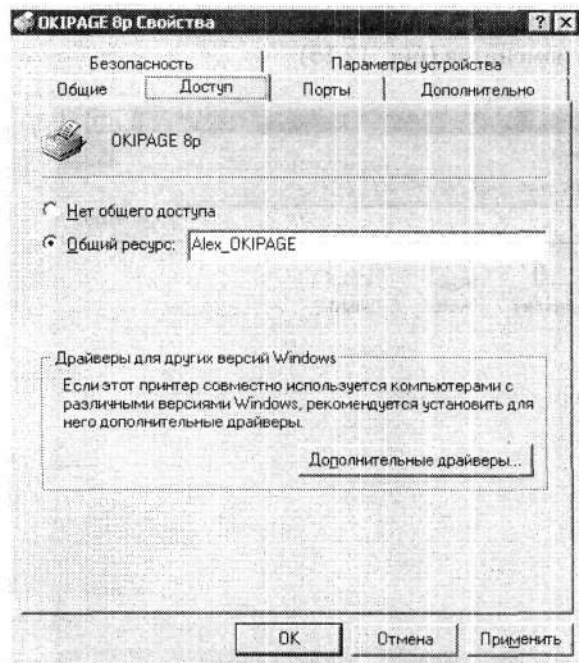 OKIPAGE 8p Свойства
Безопасность Параметры устройства
Общие Доступ Порты Дополнительно
OKIPAGE 8p
Нет общего доступа
Общий ресурс: Alex_OKIPAGE
Драйверы для других версий Windows
Если этот принтер совместно используется компьютерами с
различными версиями Windows, рекомендуется установить для
него дополнительные драйверы.
Дополнительные драйверы...
OK Отмена Применить